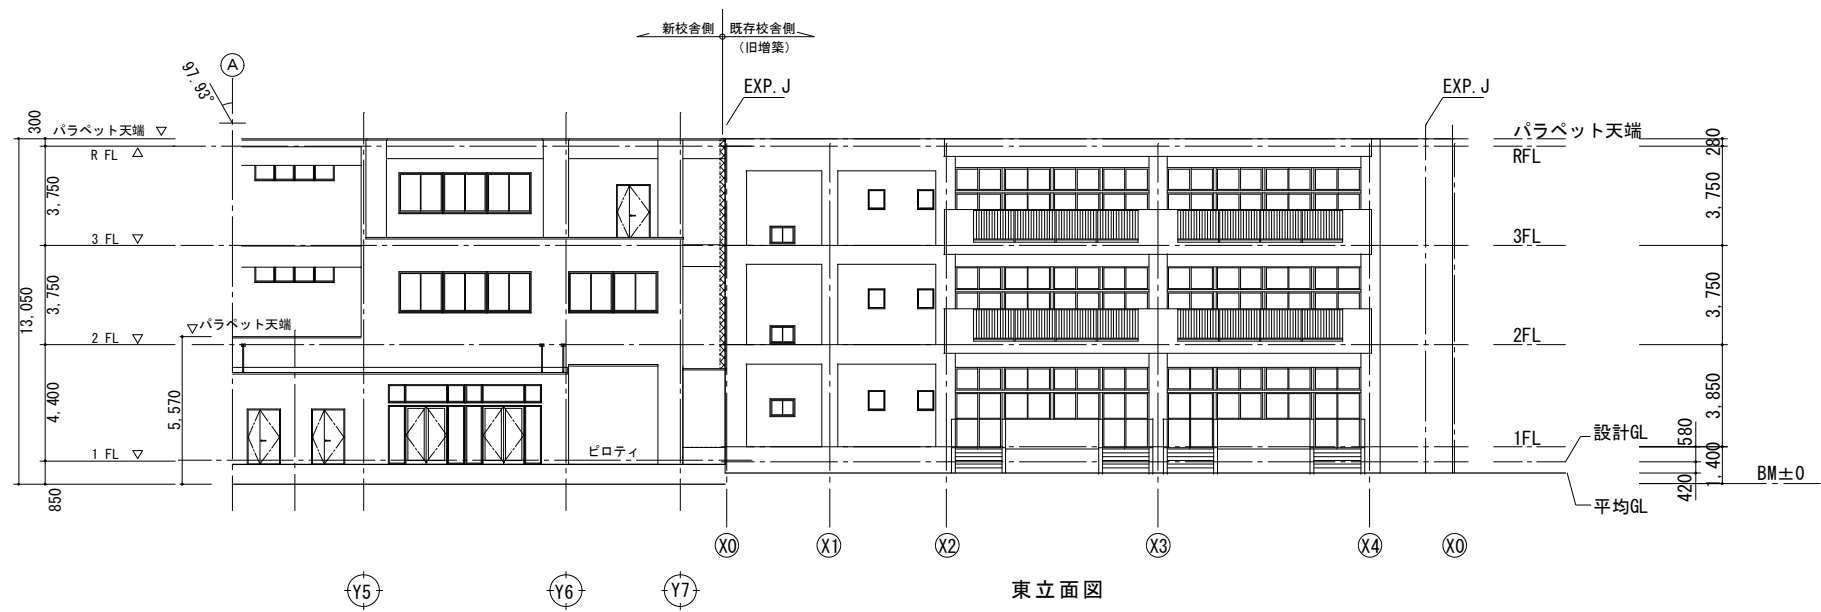 新校舎側 既存校舎側
(旧増築)
A
97.93°
EXP. J
EXP. J
300
パラペット天端 ▽
R FL △
3,750
3 FL ▽
3,750
13,050
パラペット天端
2 FL ▽
4,400
5,570
1 FL ▽
850
ピロティ
パラペット天端
RFL
280
3,750
3FL
3,750
2FL
3,850
1FL
580
設計GL
1,400
420
BM±0
平均GL
X0 X1 X2 X3 X4 X0
Y5 Y6 Y7
東立面図